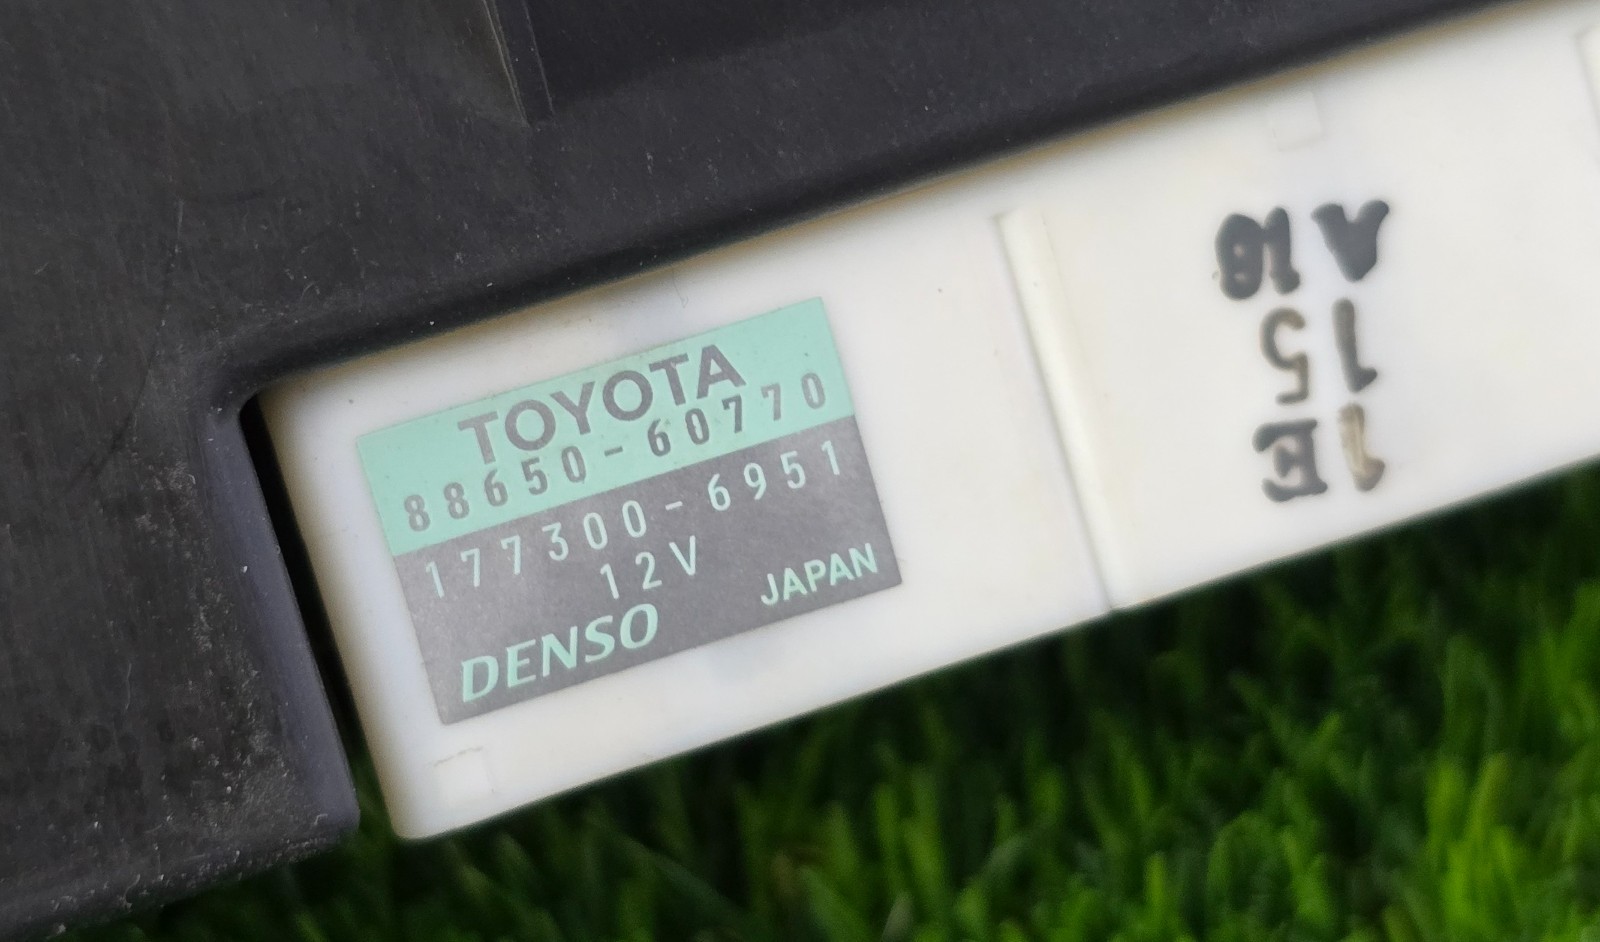 TOYOTA
88650-60770
177300-6951
12V
DENSO JAPAN